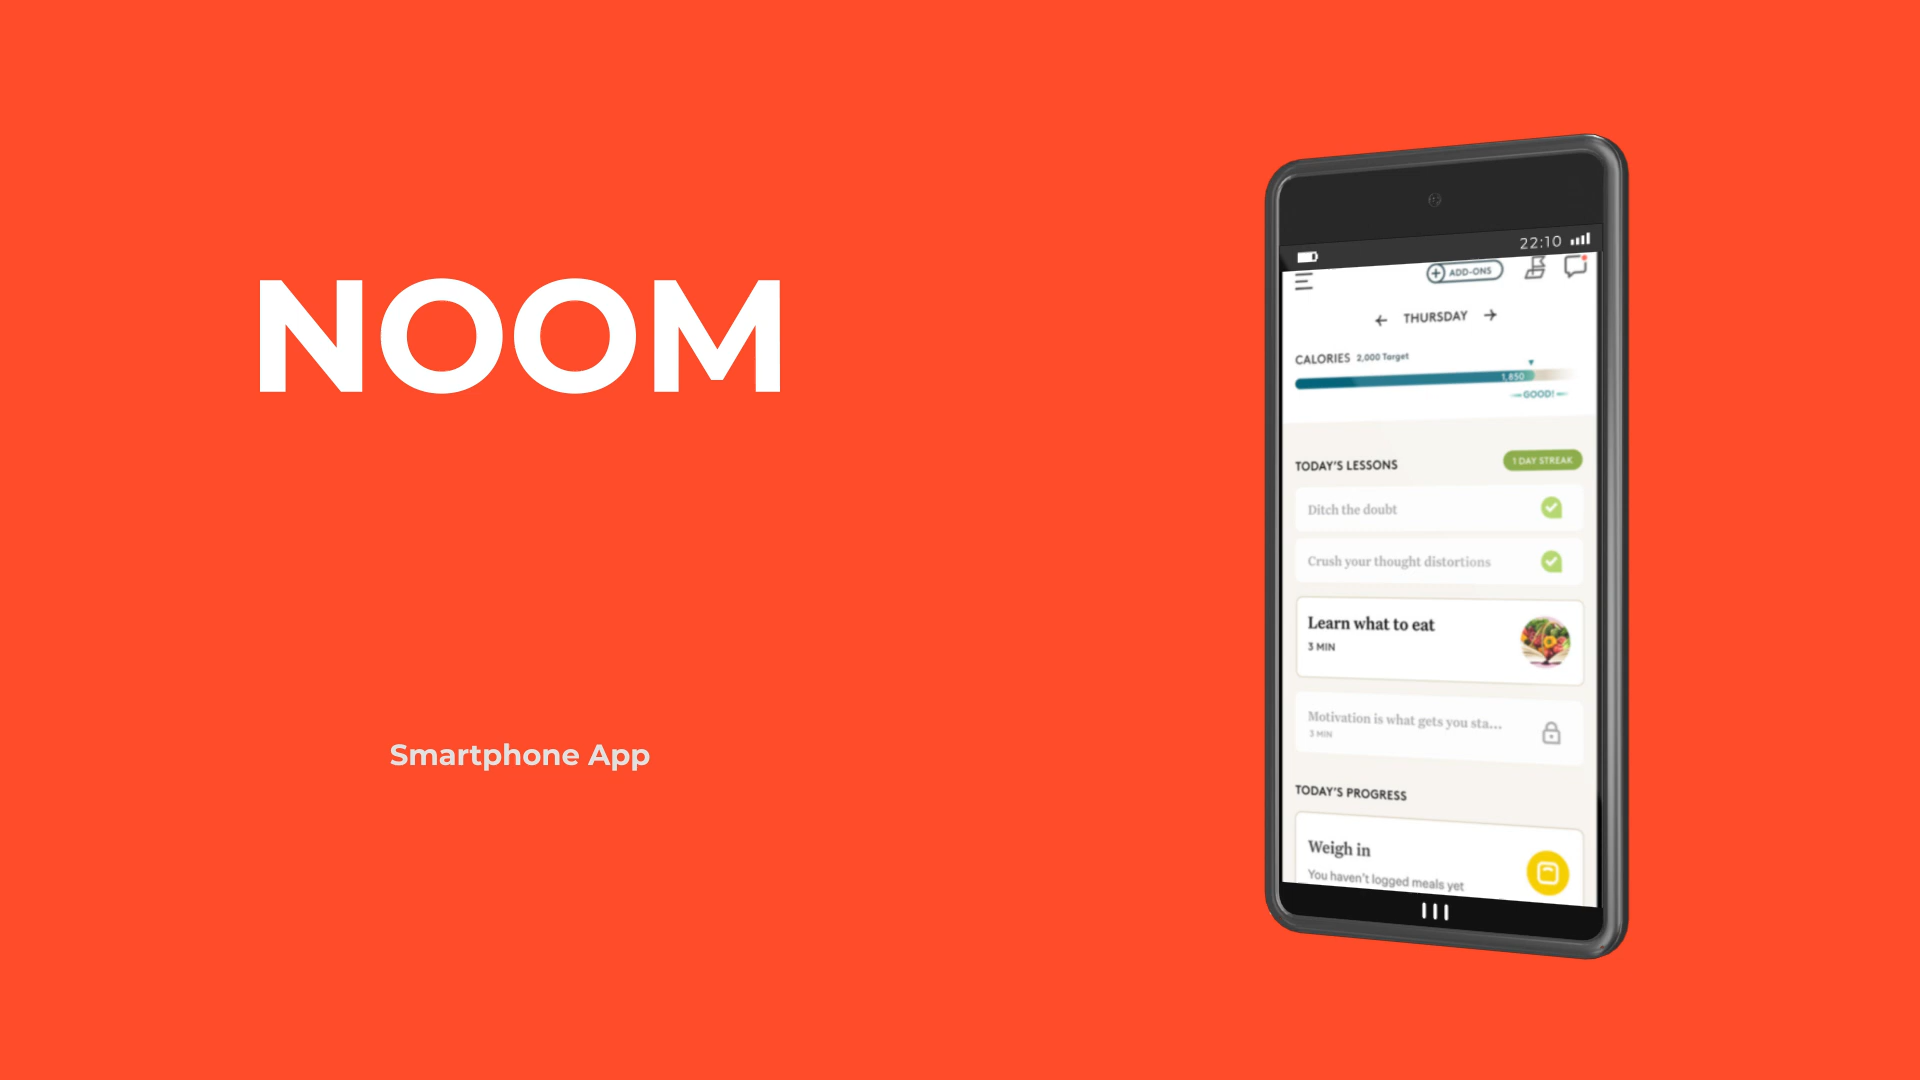 NOOM
Smartphone App
22:10
ADD-ONS
THURSDAY
CALORIES 2,000 Target
1,850
GOOD!
TODAY'S LESSONS
1 DAY STREAK
Ditch the doubt
Crush your thought distortions
Learn what to eat
3 MIN
Motivation is what gets you sta...
3 MIN
TODAY'S PROGRESS
Weigh in
You haven't logged meals yet